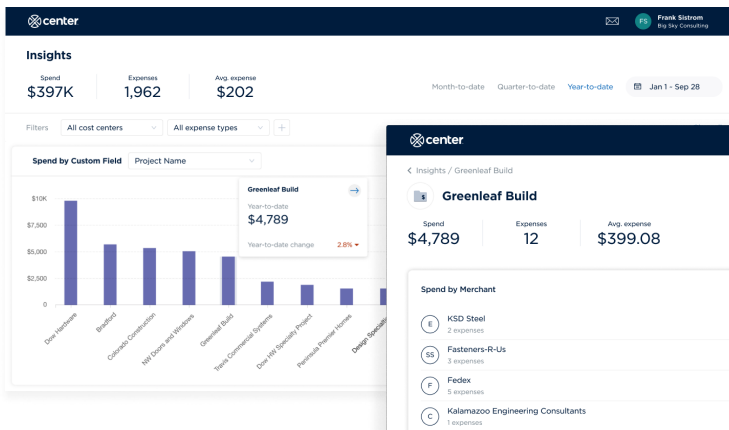 center
FS
Frank Sistrom
Big Sky Consulting
Insights
Spend
$397K
Expenses
1,962
Avg. expense
$202
Month-to-date Quarter-to-date Year-to-date Jan 1 - Sep 28
Filters All cost centers All expense types +
Spend by Custom Field Project Name
$10K
$7,500
$5,000
$2,500
0
Dow Hardware
Bradford
Colorado Construction
NW Doors and Windows
Greenleaf Build
Travis Commercial Systems
Dow HW Specialty Project
Peninsula Premier Homes
Design Specialti
Greenleaf Build
Year-to-date
$4,789
Year-to-date change 2.8%
center
Insights / Greenleaf Build
$
Greenleaf Build
Spend
$4,789
Expenses
12
Avg. expense
$399.08
Spend by Merchant
E
KSD Steel
2 expenses
SS
Fasteners-R-Us
3 expenses
F
Fedex
5 expenses
C
Kalamazoo Engineering Consultants
1 expenses